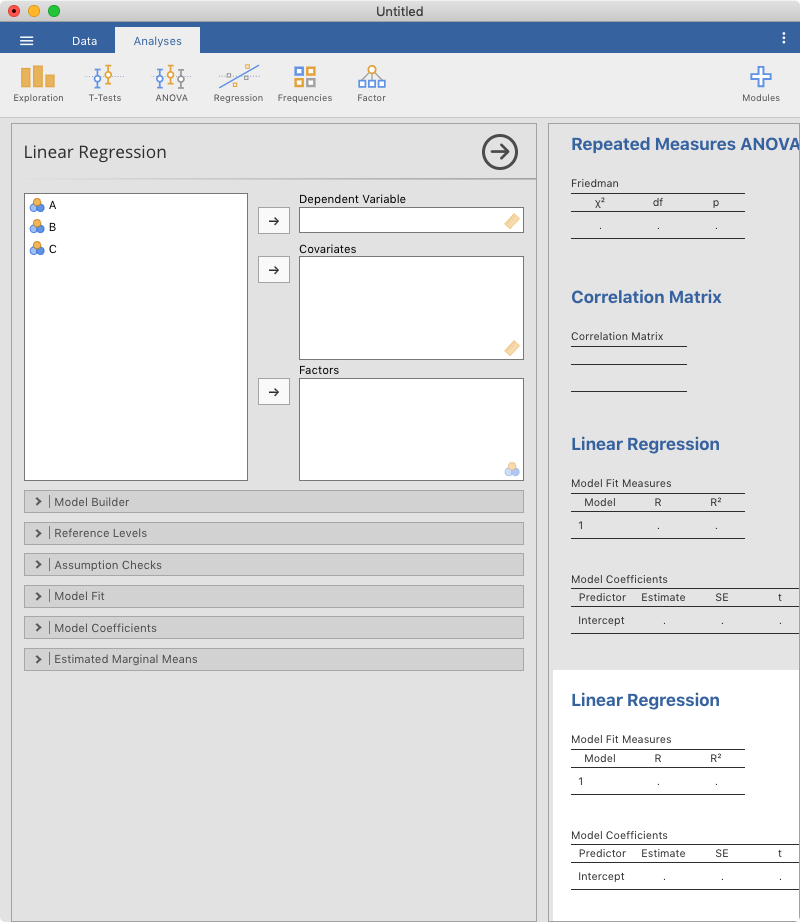 Untitled
Data
Analyses
Exploration
T-Tests
ANOVA
Regression
Frequencies
Factor
Modules
Linear Regression
A
B
C
Dependent Variable
Covariates
Factors
Model Builder
Reference Levels
Assumption Checks
Model Fit
Model Coefficients
Estimated Marginal Means
Repeated Measures ANOVA
Friedman
χ² df p
. . .
Correlation Matrix
Correlation Matrix
Linear Regression
Model Fit Measures
Model R R²
1 . .
Model Coefficients
Predictor Estimate SE t
Intercept . . .
Linear Regression
Model Fit Measures
Model R R²
1 . .
Model Coefficients
Predictor Estimate SE t
Intercept . . .